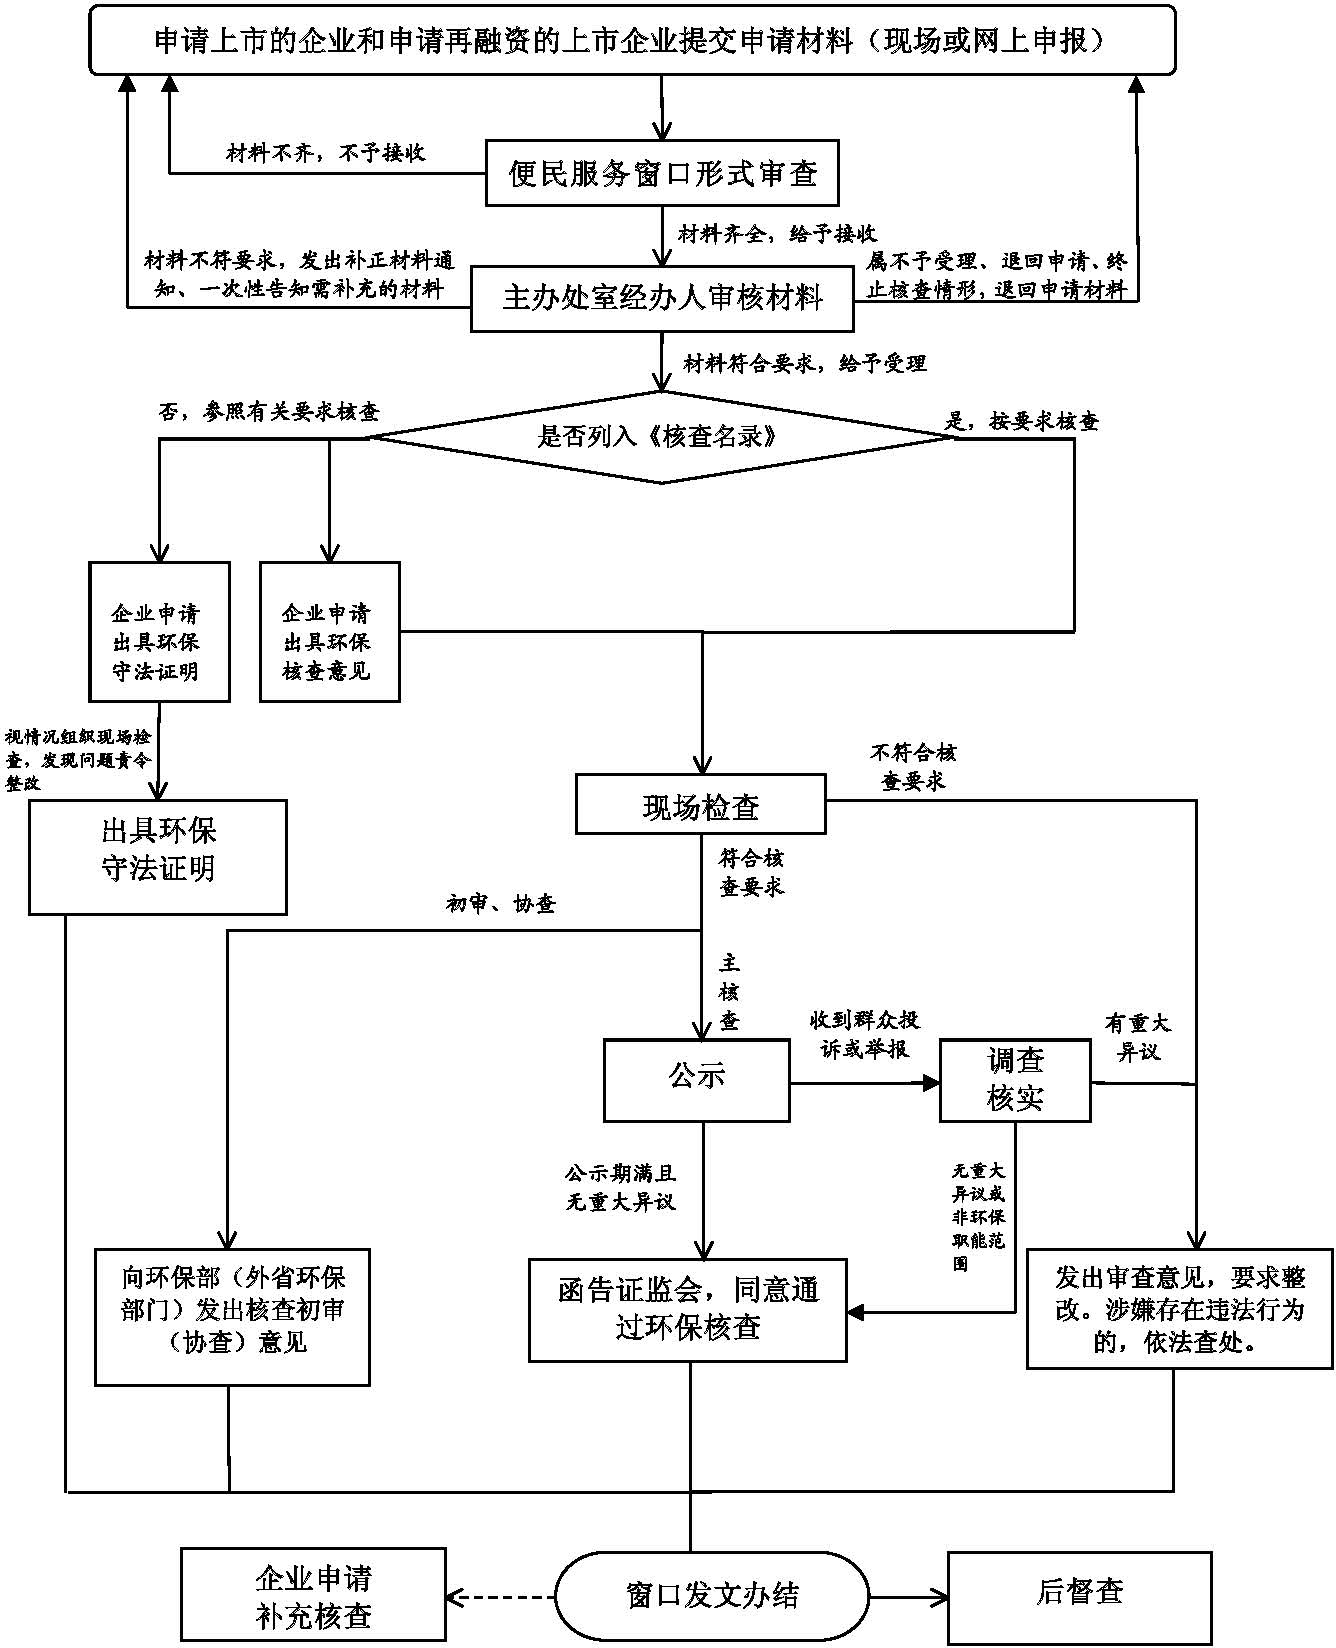 申请上市的企业和申请再融资的上市企业提交申请材料（现场或网上申报）
材料不齐，不予接收
便民服务窗口形式审查
材料齐全，给予接收
材料不符要求，发出补正材料通
知、一次性告知需补充的材料
主办处室经办人审核材料
属不予受理、退回申请、终
止核查情形，退回申请材料
材料符合要求，给予受理
否，参照有关要求核查
是否列入《核查名录》
是，按要求核查
企业申请
出具环保
守法证明
企业申请
出具环保
核查意见
视情况组织现场检
查，发现问题责令
整改
出具环保
守法证明
现场检查
不符合核
查要求
符合核
查要求
初审、协查
主
核
查
公示
收到群众投
诉或举报
调查
核实
有重大
异议
公示期满且
无重大异议
无重大
异议或
非环保
职能范
围
向环保部（外省环保
部门）发出核查初审
（协查）意见
函告证监会，同意通
过环保核查
发出审查意见，要求整
改。涉嫌存在违法行为
的，依法查处。
企业申请
补充核查
窗口发文办结
后督查